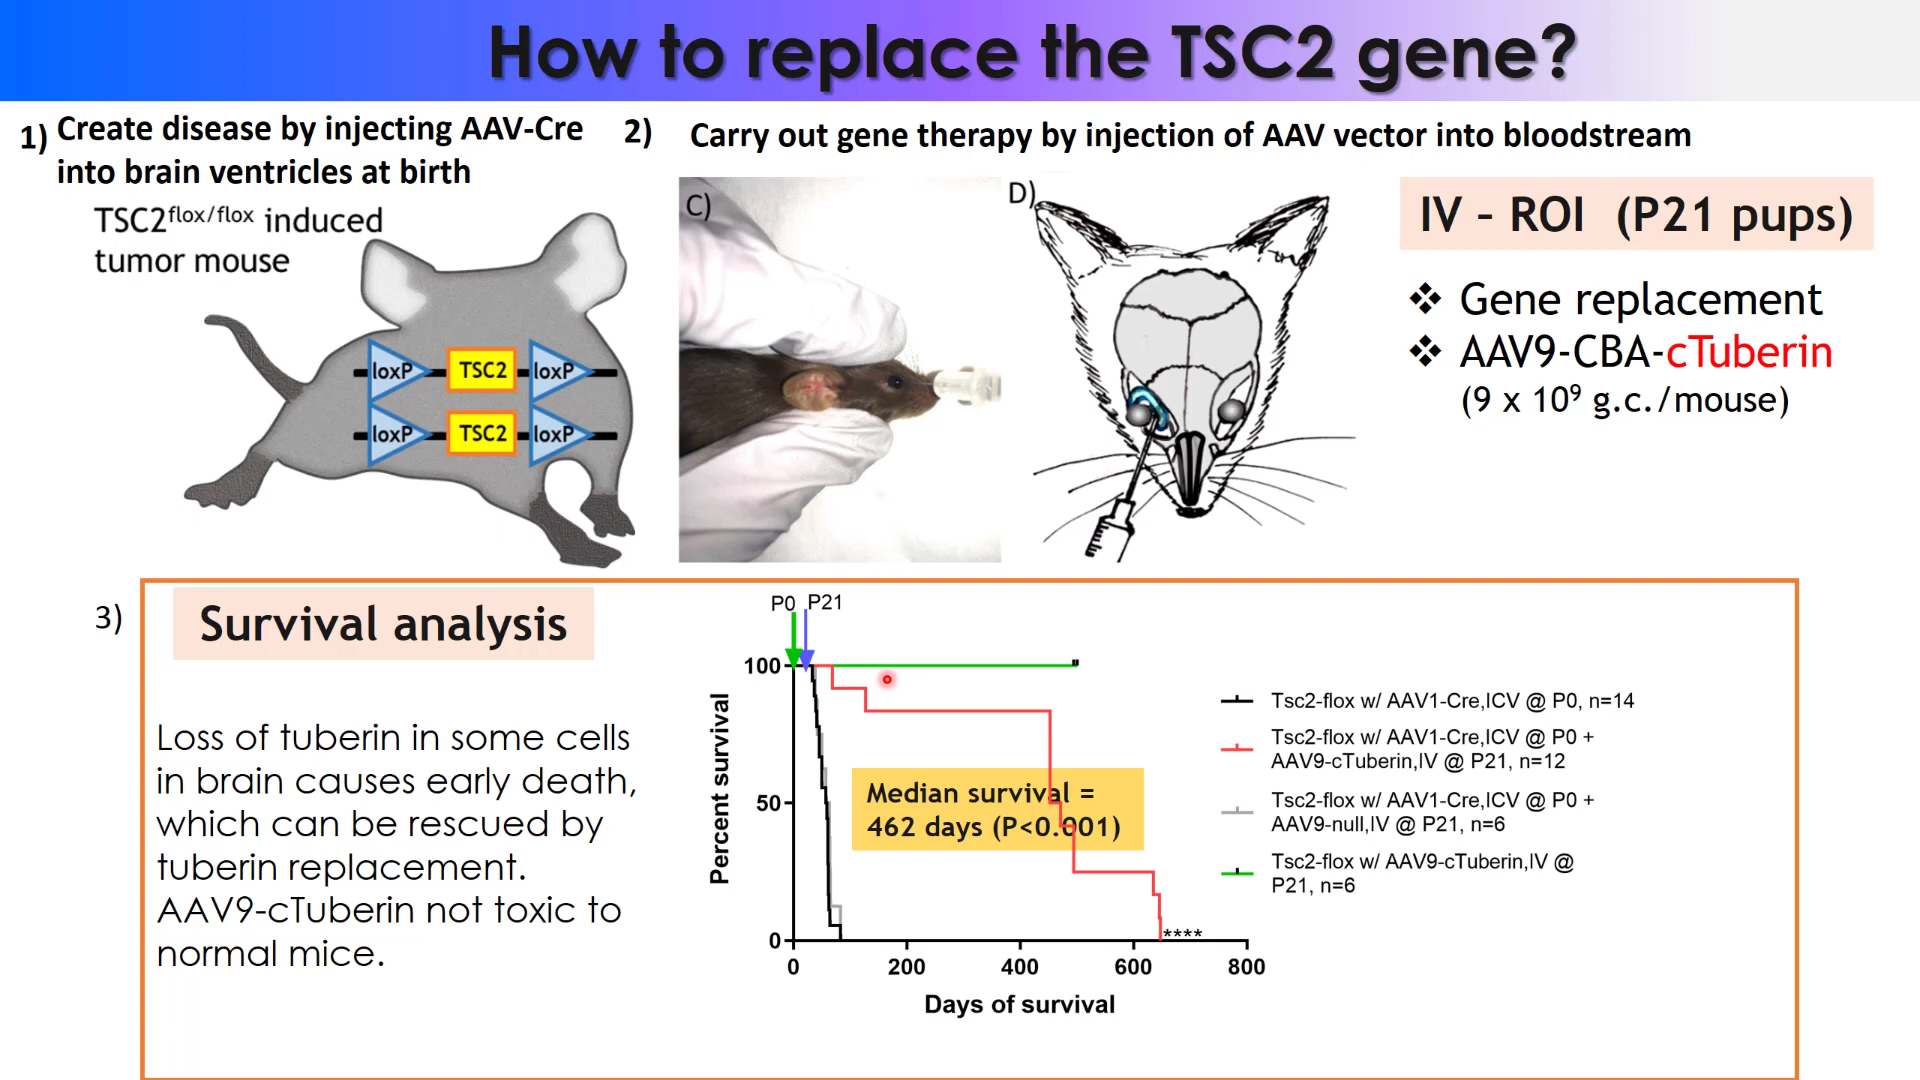 How to replace the TSC2 gene?
1) Create disease by injecting AAV-Cre
into brain ventricles at birth
TSC2flox/flox induced
tumor mouse
loxP TSC2 loxP
loxP TSC2 loxP
2) Carry out gene therapy by injection of AAV vector into bloodstream
C)
D)
IV – ROI (P21 pups)
❖ Gene replacement
❖ AAV9-CBA-cTuberin
(9 x 10⁹ g.c./mouse)
3) Survival analysis
Loss of tuberin in some cells
in brain causes early death,
which can be rescued by
tuberin replacement.
AAV9-cTuberin not toxic to
normal mice.
P0 P21
100
50
0
Percent survival
Median survival =
462 days (P<0.001)
****
0 200 400 600 800
Days of survival
Tsc2-flox w/ AAV1-Cre,ICV @ P0, n=14
Tsc2-flox w/ AAV1-Cre,ICV @ P0 +
AAV9-cTuberin,IV @ P21, n=12
Tsc2-flox w/ AAV1-Cre,ICV @ P0 +
AAV9-null,IV @ P21, n=6
Tsc2-flox w/ AAV9-cTuberin,IV @
P21, n=6